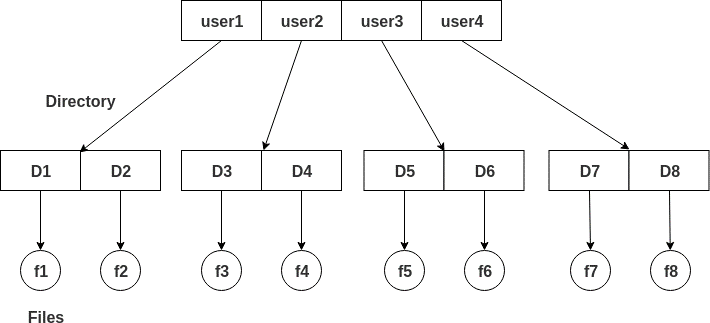 user1 user2 user3 user4
Directory
D1 D2 D3 D4 D5 D6 D7 D8
f1 f2 f3 f4 f5 f6 f7 f8
Files